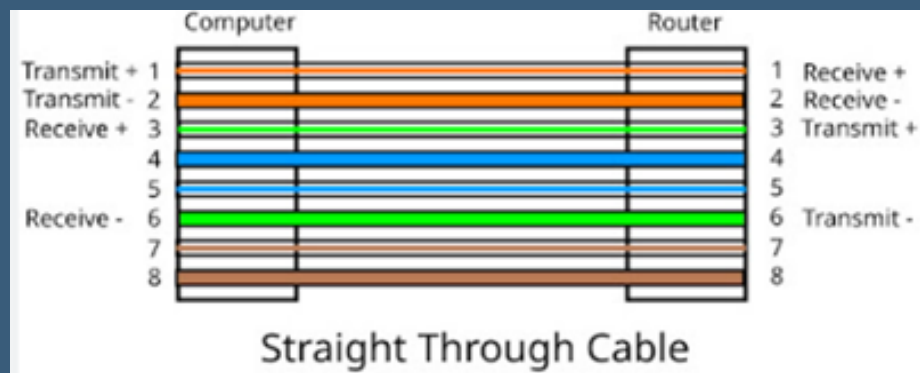 Computer Router
Transmit + 1 1 Receive +
Transmit - 2 2 Receive -
Receive + 3 3 Transmit +
4 4
5 5
Receive - 6 6 Transmit -
7 7
8 8
Straight Through Cable